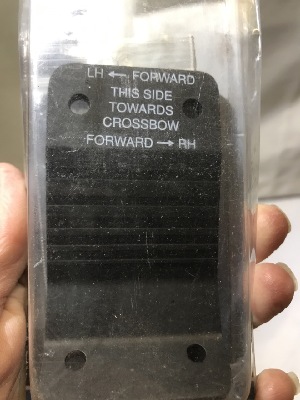 LH ← FORWARD
THIS SIDE
TOWARDS
CROSSBOW
FORWARD → RH